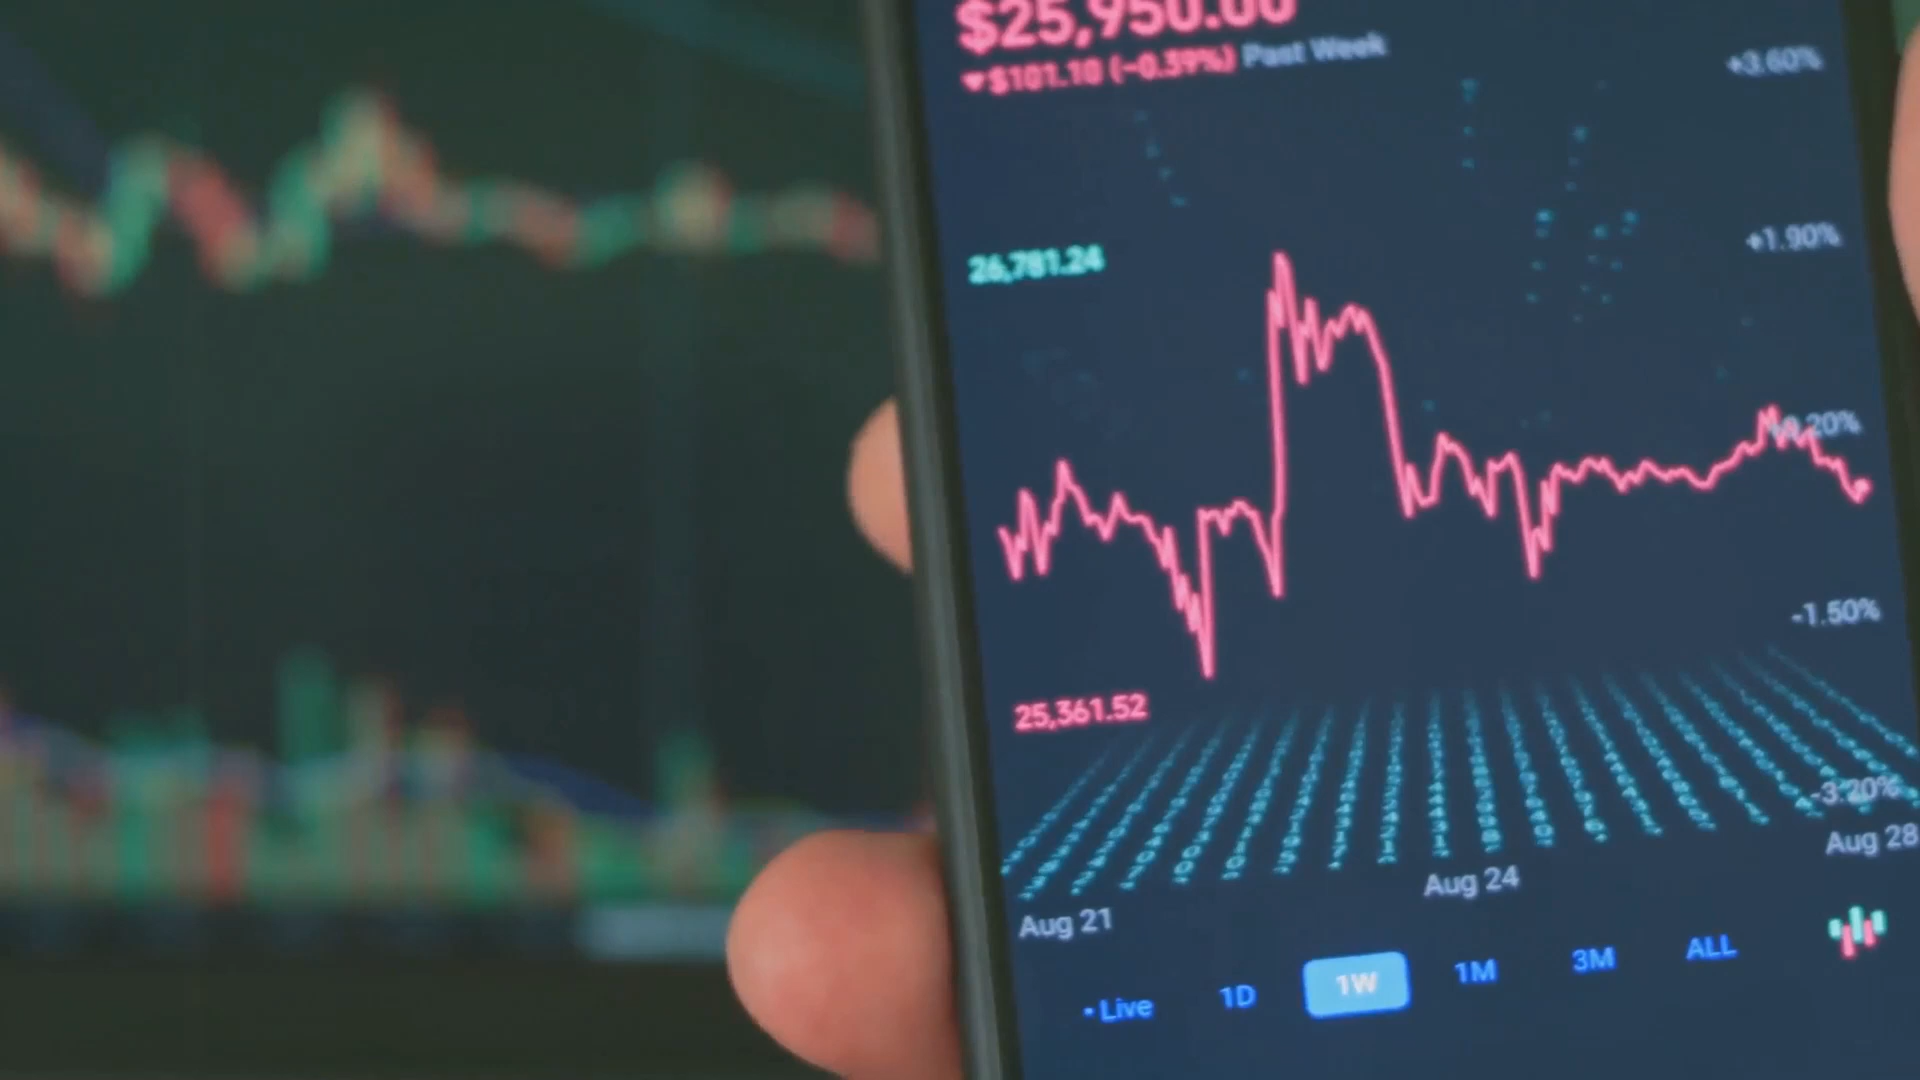 $25,950.00
▼$101.10 (-0.39%) Past Week
+3.60%
+1.90%
26,781.24
+0.20%
-1.50%
25,361.52
-3.20%
Aug 21 Aug 24 Aug 28
• Live 1D 1W 1M 3M ALL